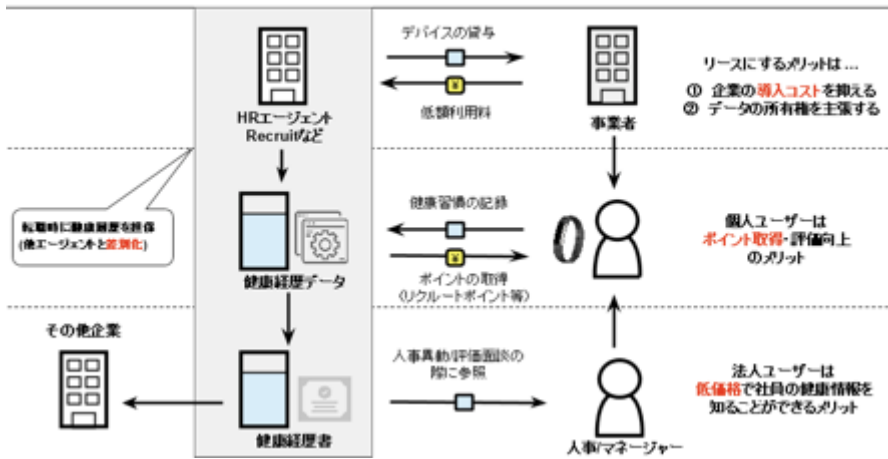 デバイスの貸与
¥
低額利用料
HRエージェント
Recruitなど
事業者
リースにするメリットは…
① 企業の導入コストを抑える
② データの所有権を主張する
転職時に健康履歴を担保
(他エージェントと差別化)
健康習慣の記録
¥
ポイントの取得
(リクルートポイント等)
健康経歴データ
個人ユーザーは
ポイント取得・評価向上
のメリット
その他企業
人事異動/評価面談の
際に参照
健康経歴書
人事/マネージャー
法人ユーザーは
低価格で社員の健康情報を
知ることができるメリット